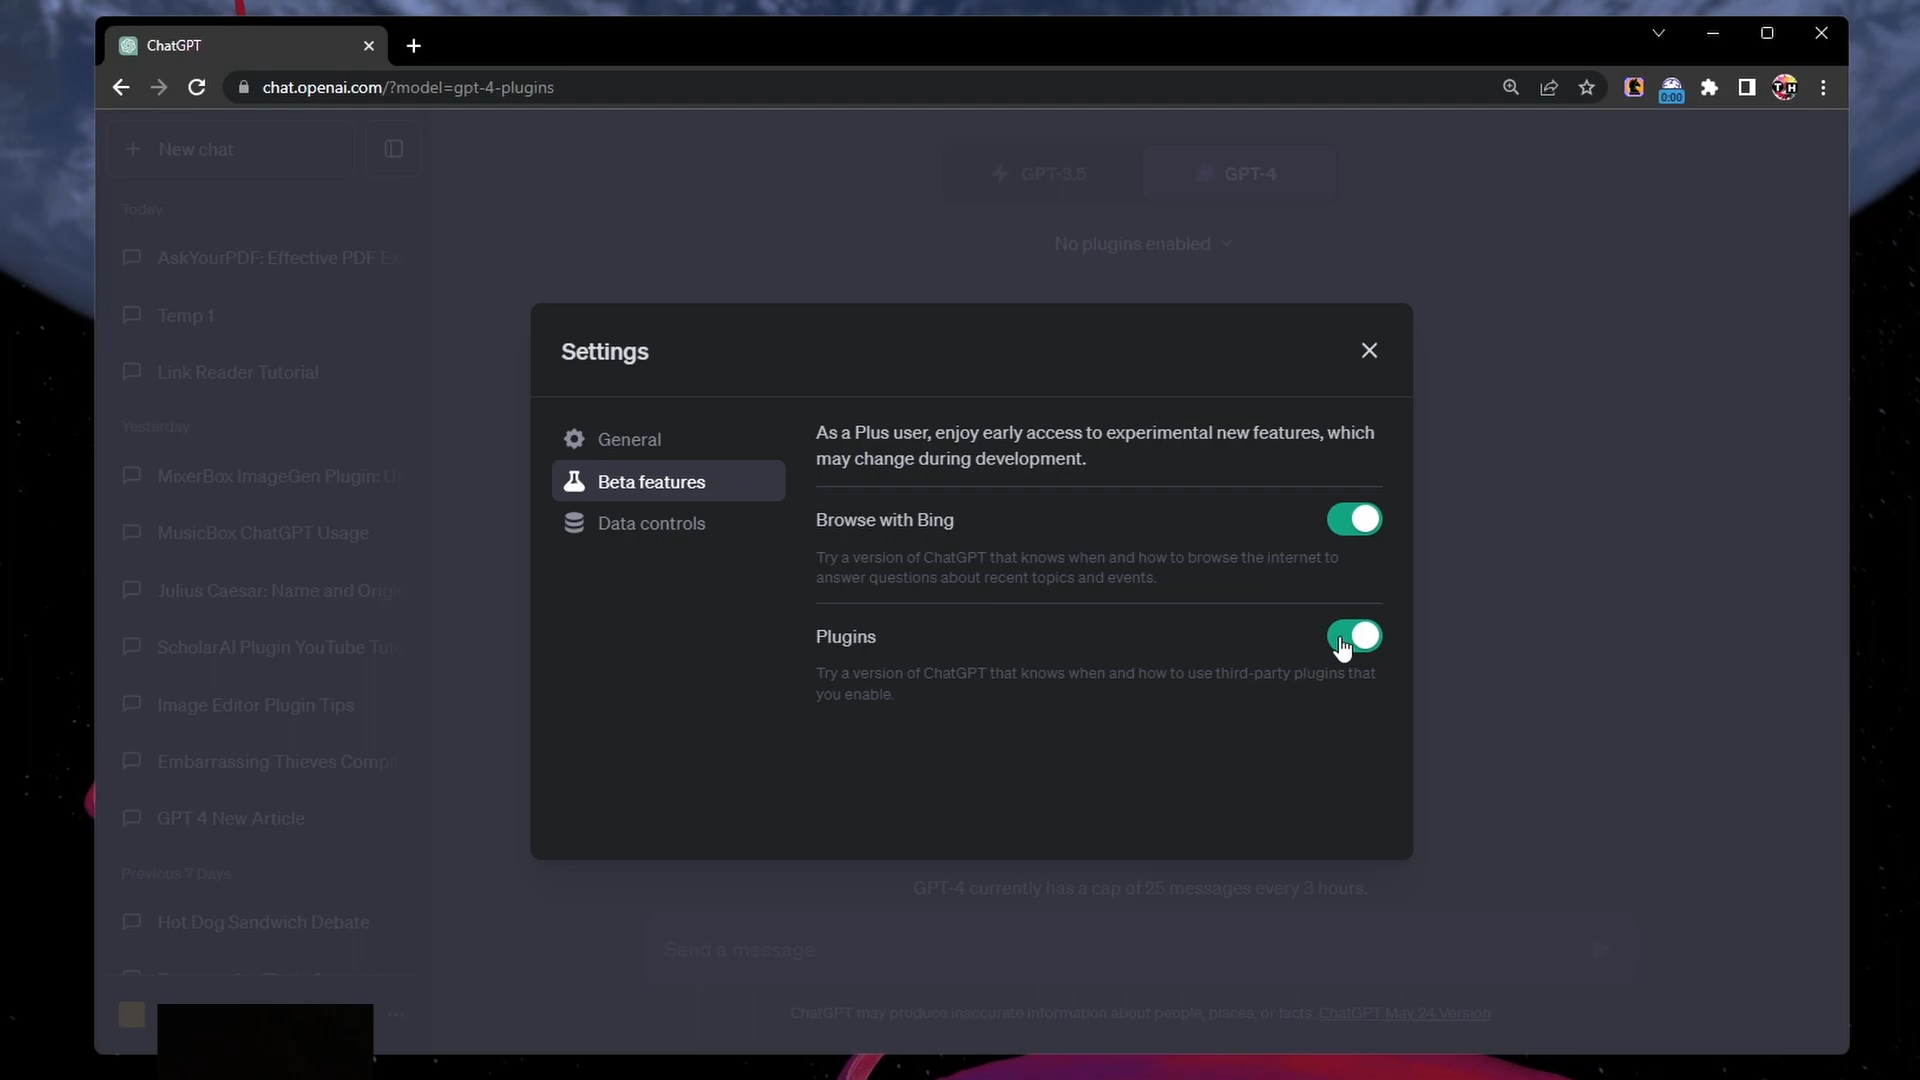 ChatGPT
chat.openai.com/?model=gpt-4-plugins
0:00
T H
New chat
GPT-3.5
GPT-4
Today
No plugins enabled
AskYourPDF: Effective PDF Ex
Temp 1
Link Reader Tutorial
Yesterday
MixerBox ImageGen Plugin: U
MusicBox ChatGPT Usage
Julius Caesar: Name and Origi
ScholarAI Plugin YouTube Tuto
Image Editor Plugin Tips
Embarrassing Thieves Compil
GPT 4 New Article
Previous 7 Days
Hot Dog Sandwich Debate
Settings
General
Beta features
Data controls
As a Plus user, enjoy early access to experimental new features, which
may change during development.
Browse with Bing
Try a version of ChatGPT that knows when and how to browse the internet to
answer questions about recent topics and events.
Plugins
Try a version of ChatGPT that knows when and how to use third-party plugins that
you enable.
GPT-4 currently has a cap of 25 messages every 3 hours.
Send a message
ChatGPT may produce inaccurate information about people, places, or facts. ChatGPT May 24 Version